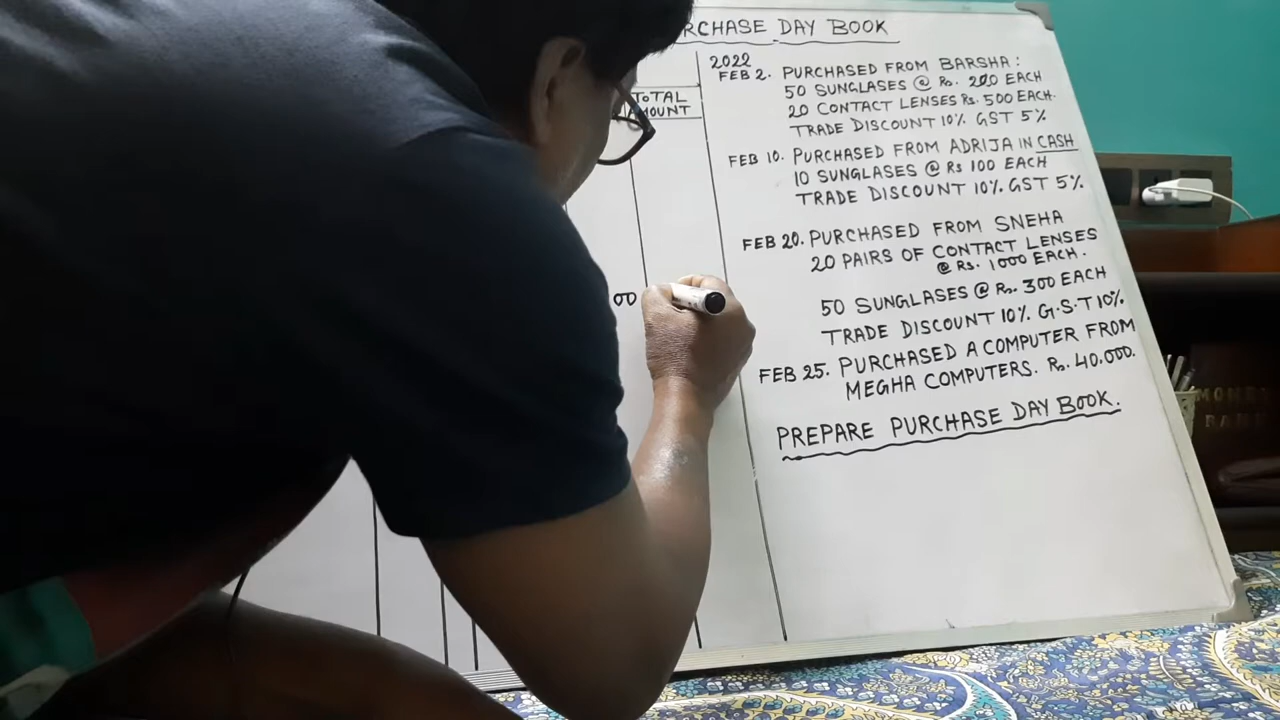 RCHASE DAY BOOK
TOTAL
AMOUNT
00
2022
FEB 2. PURCHASED FROM BARSHA:
50 SUNGLASES @ Rs. 200 EACH
20 CONTACT LENSES Rs. 500 EACH.
TRADE DISCOUNT 10% GST 5%
FEB 10. PURCHASED FROM ADRIJA IN CASH
10 SUNGLASES @ Rs 100 EACH
TRADE DISCOUNT 10% GST 5%
FEB 20. PURCHASED FROM SNEHA
20 PAIRS OF CONTACT LENSES
@ Rs. 1000 EACH.
50 SUNGLASES @ Rs. 300 EACH
TRADE DISCOUNT 10% G.S.T 10%
FEB 25. PURCHASED A COMPUTER FROM
MEGHA COMPUTERS. Rs. 40.000.
PREPARE PURCHASE DAY BOOK.
MONEY
BANK